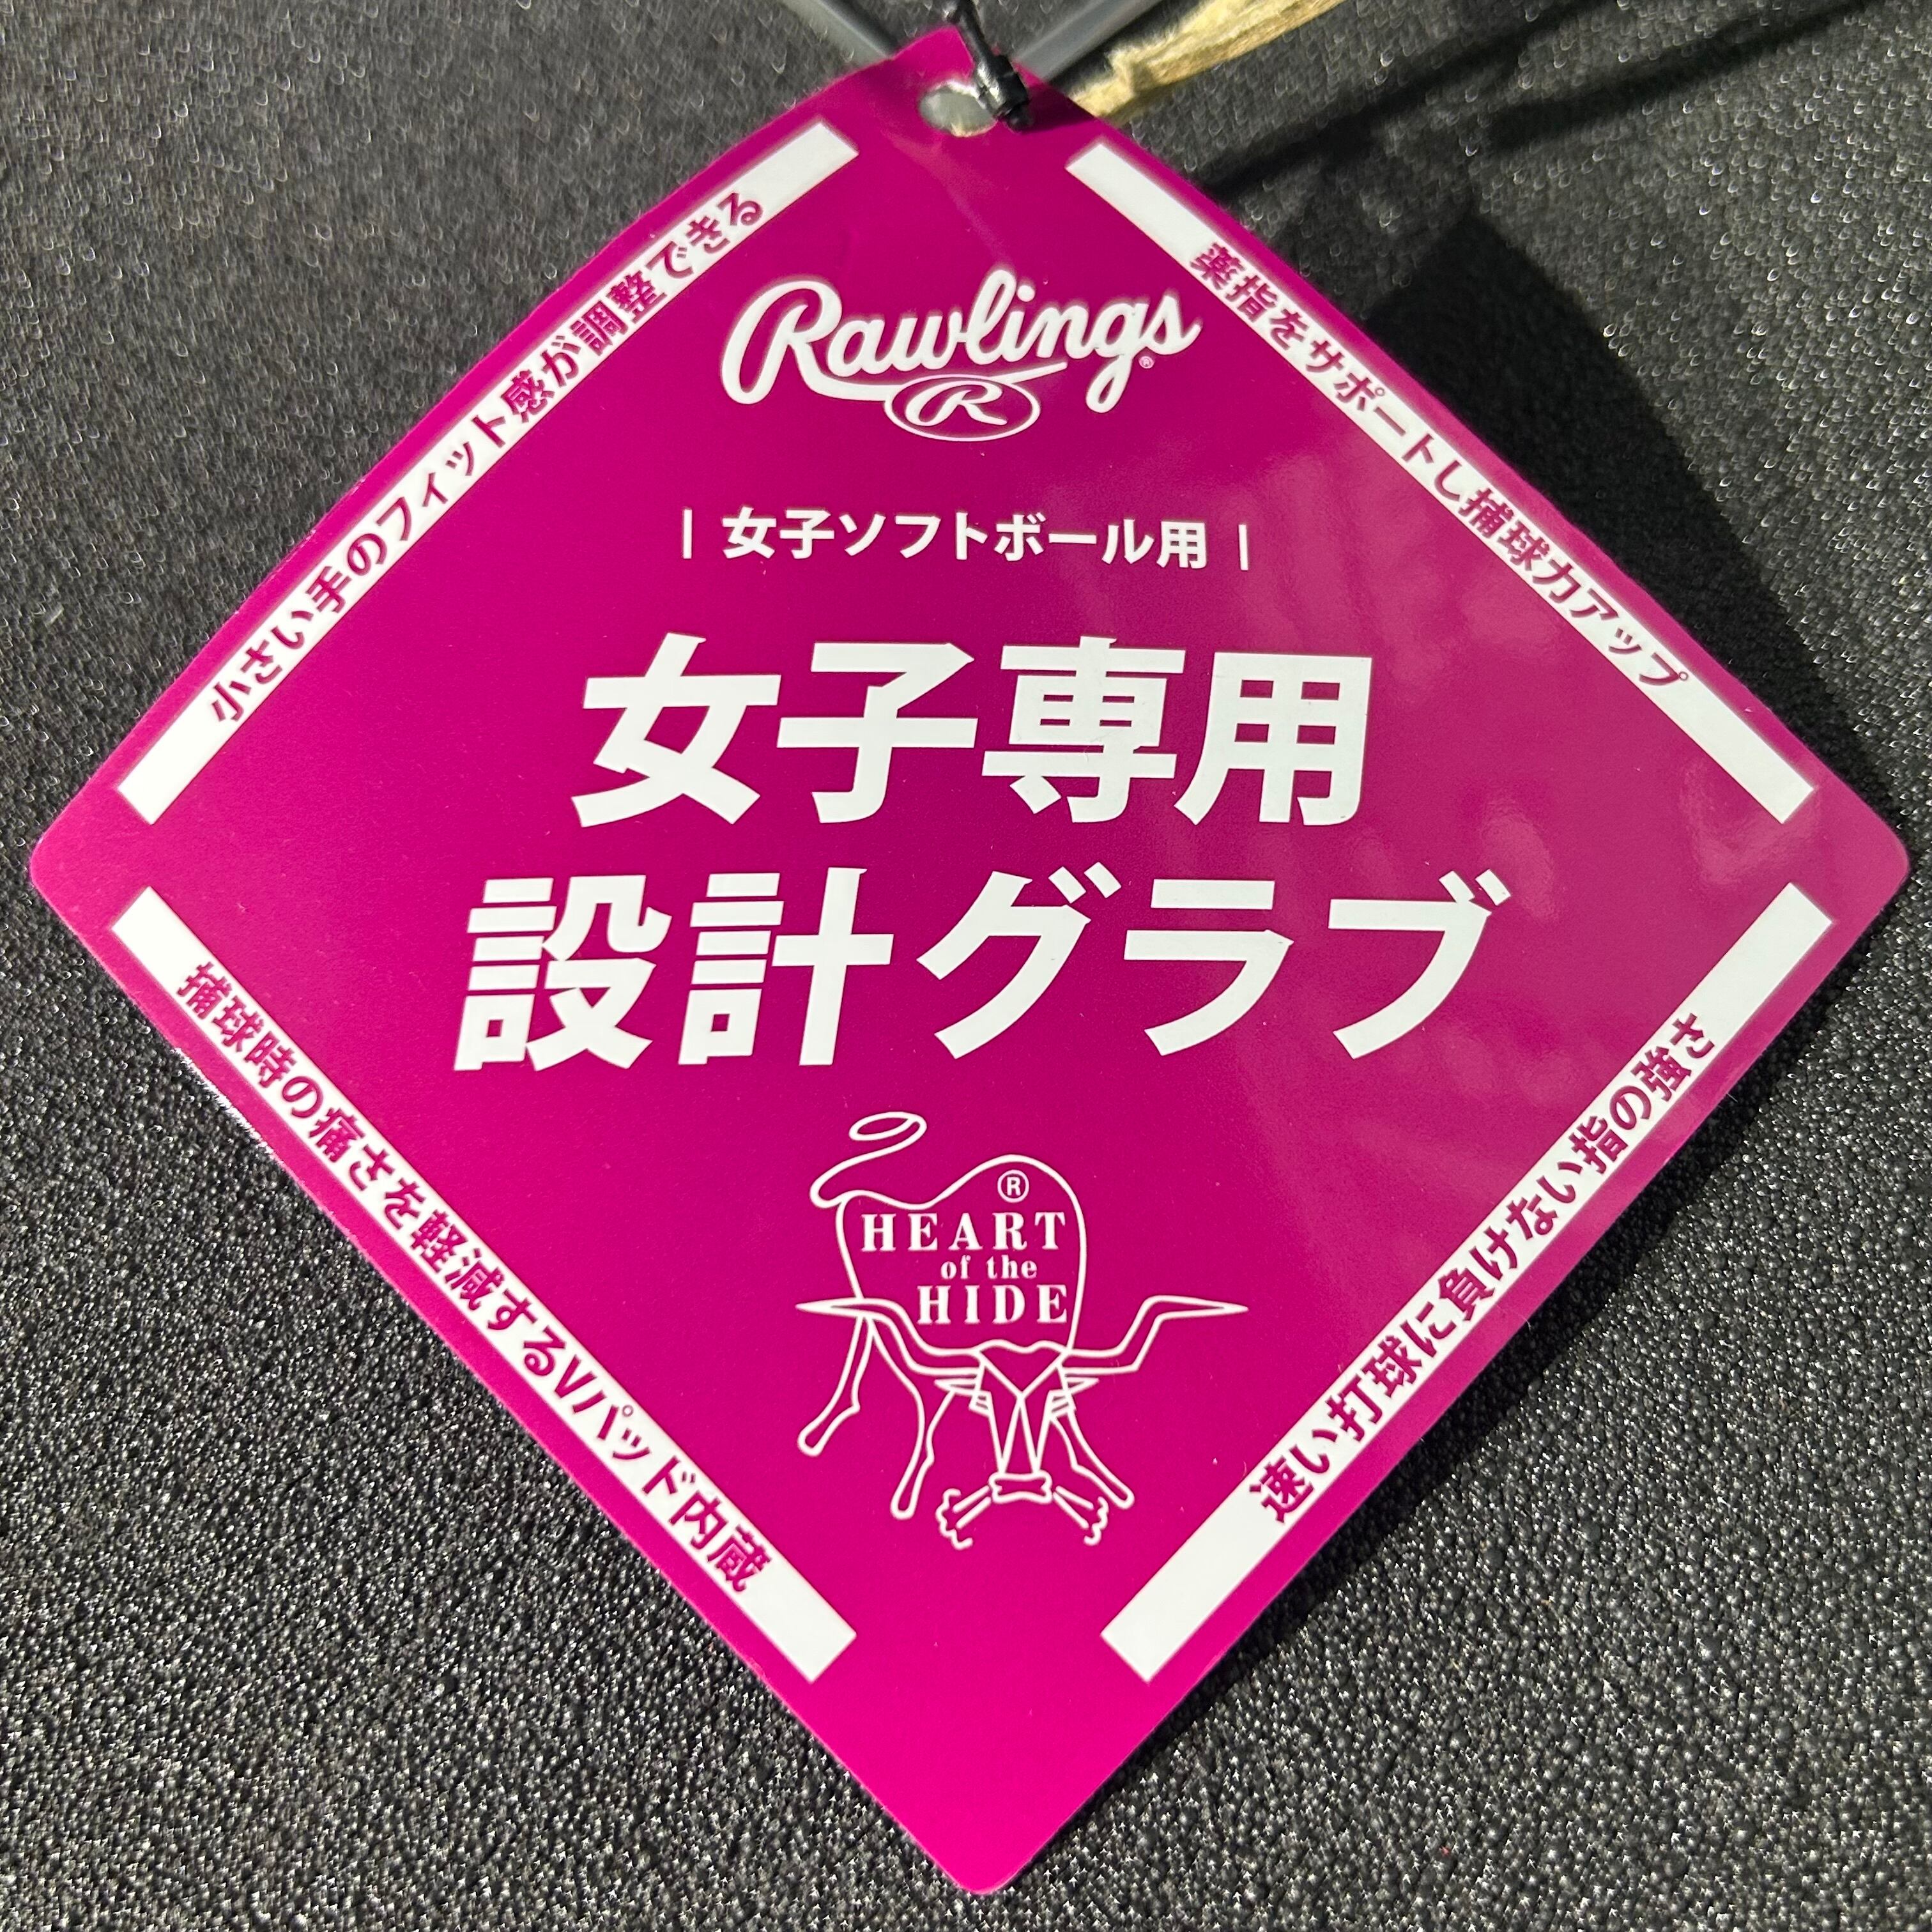 小さい手のフィット感が調整できる
薬指をサポートし捕球力アップ
Rawlings®
R
| 女子ソフトボール用 |
女子専用
設計グラブ
®
HEART
of the
HIDE
捕球時の痛さを軽減するVパッド内蔵
速い打球に負けない指の強さ